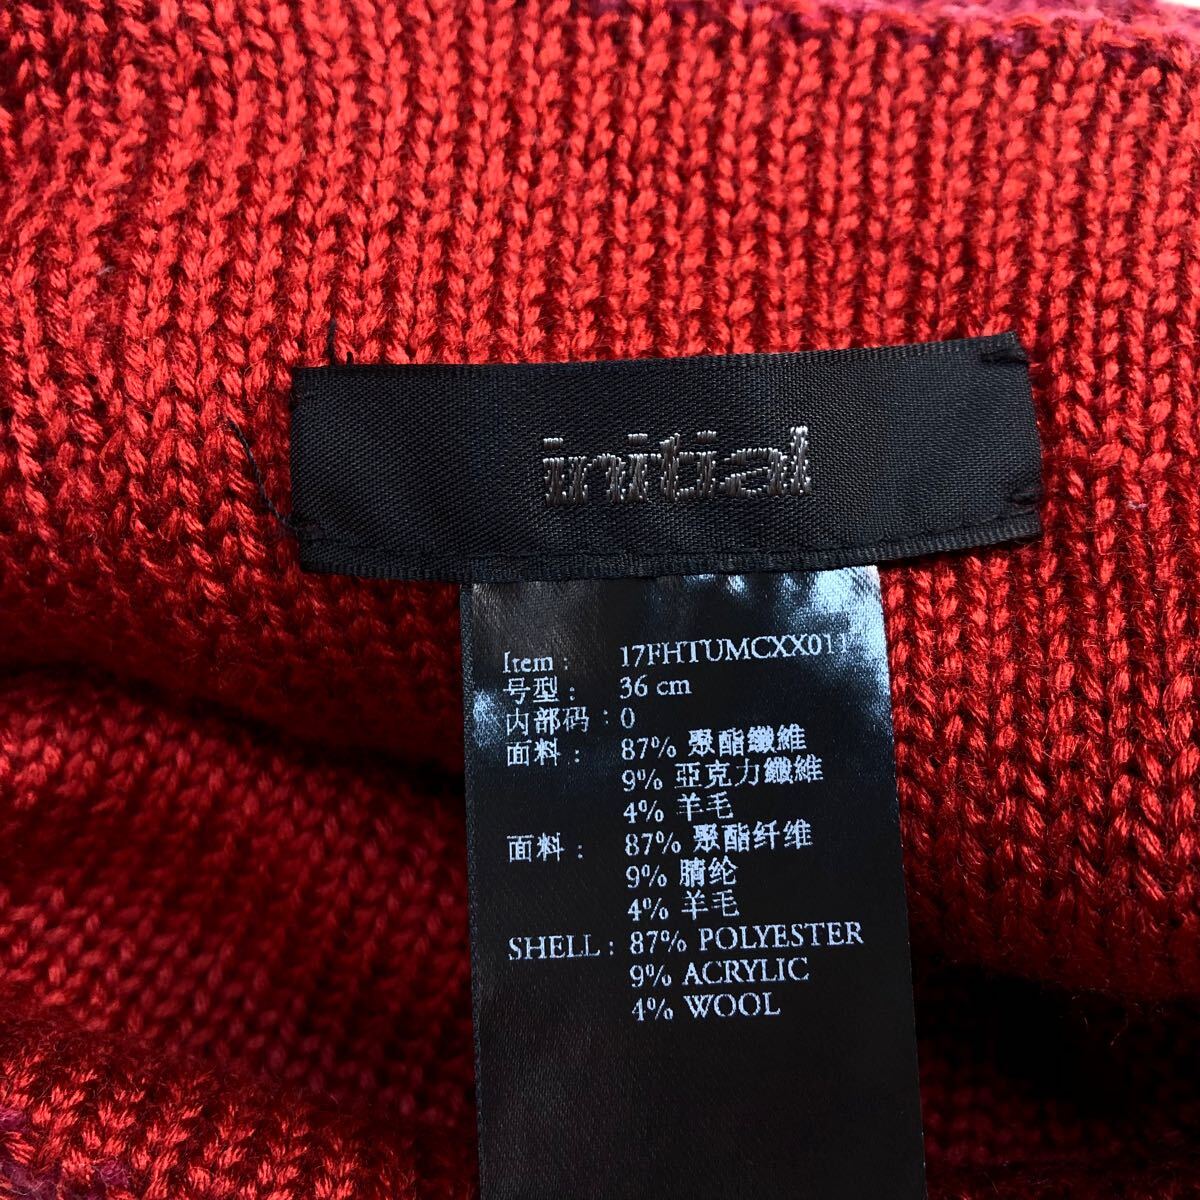 initial
Item : 17FHTUMCXX011
号型 : 36 cm
内部码 : 0
面料 : 87% 聚酯纖維
9% 亞克力纖維
4% 羊毛
面料 : 87% 聚酯纤维
9% 腈纶
4% 羊毛
SHELL : 87% POLYESTER
9% ACRYLIC
4% WOOL